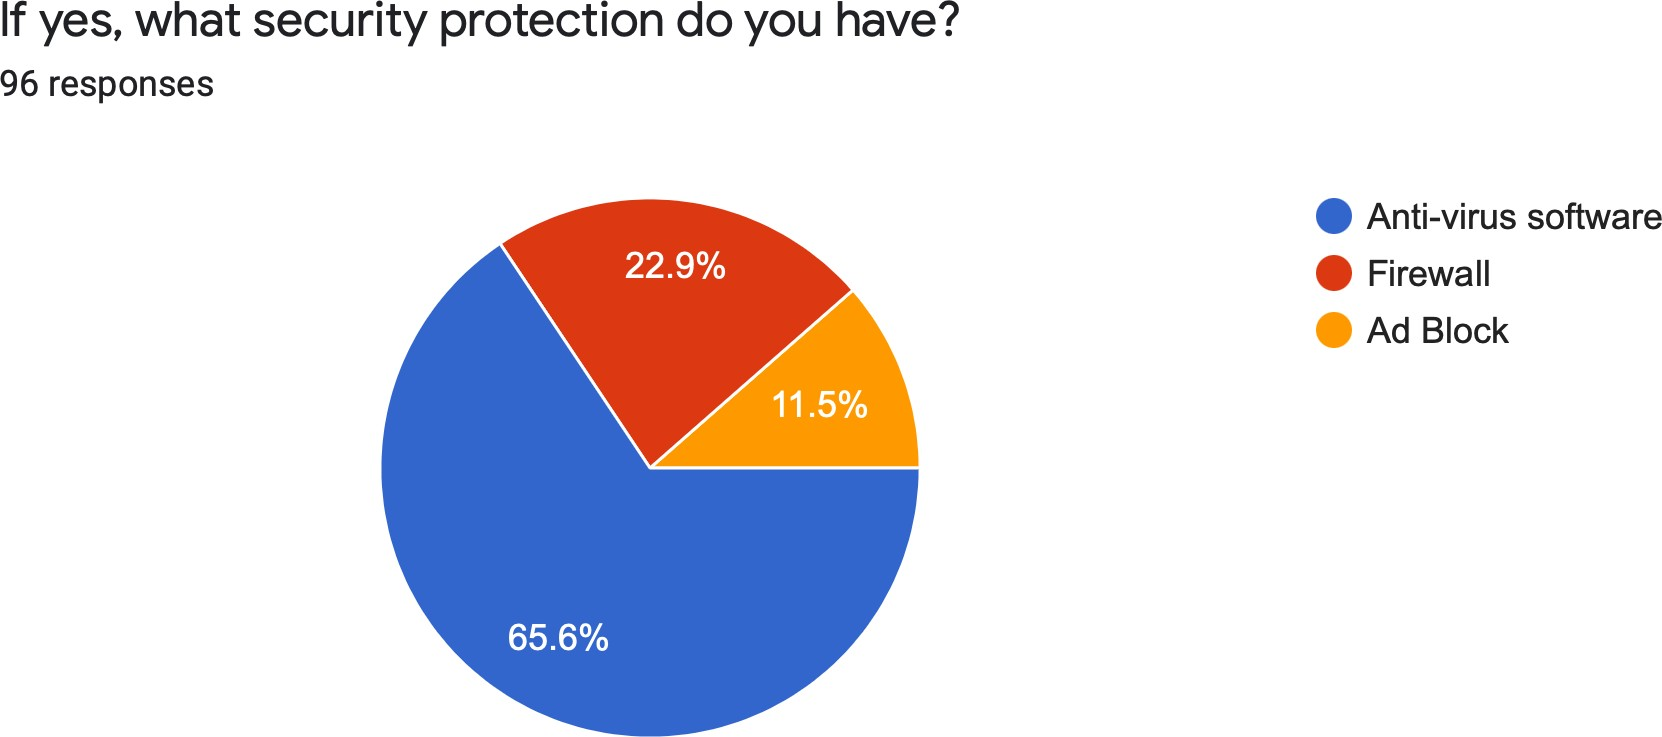 If yes, what security protection do you have?
96 responses
Anti-virus software
Firewall
Ad Block
22.9%
11.5%
65.6%